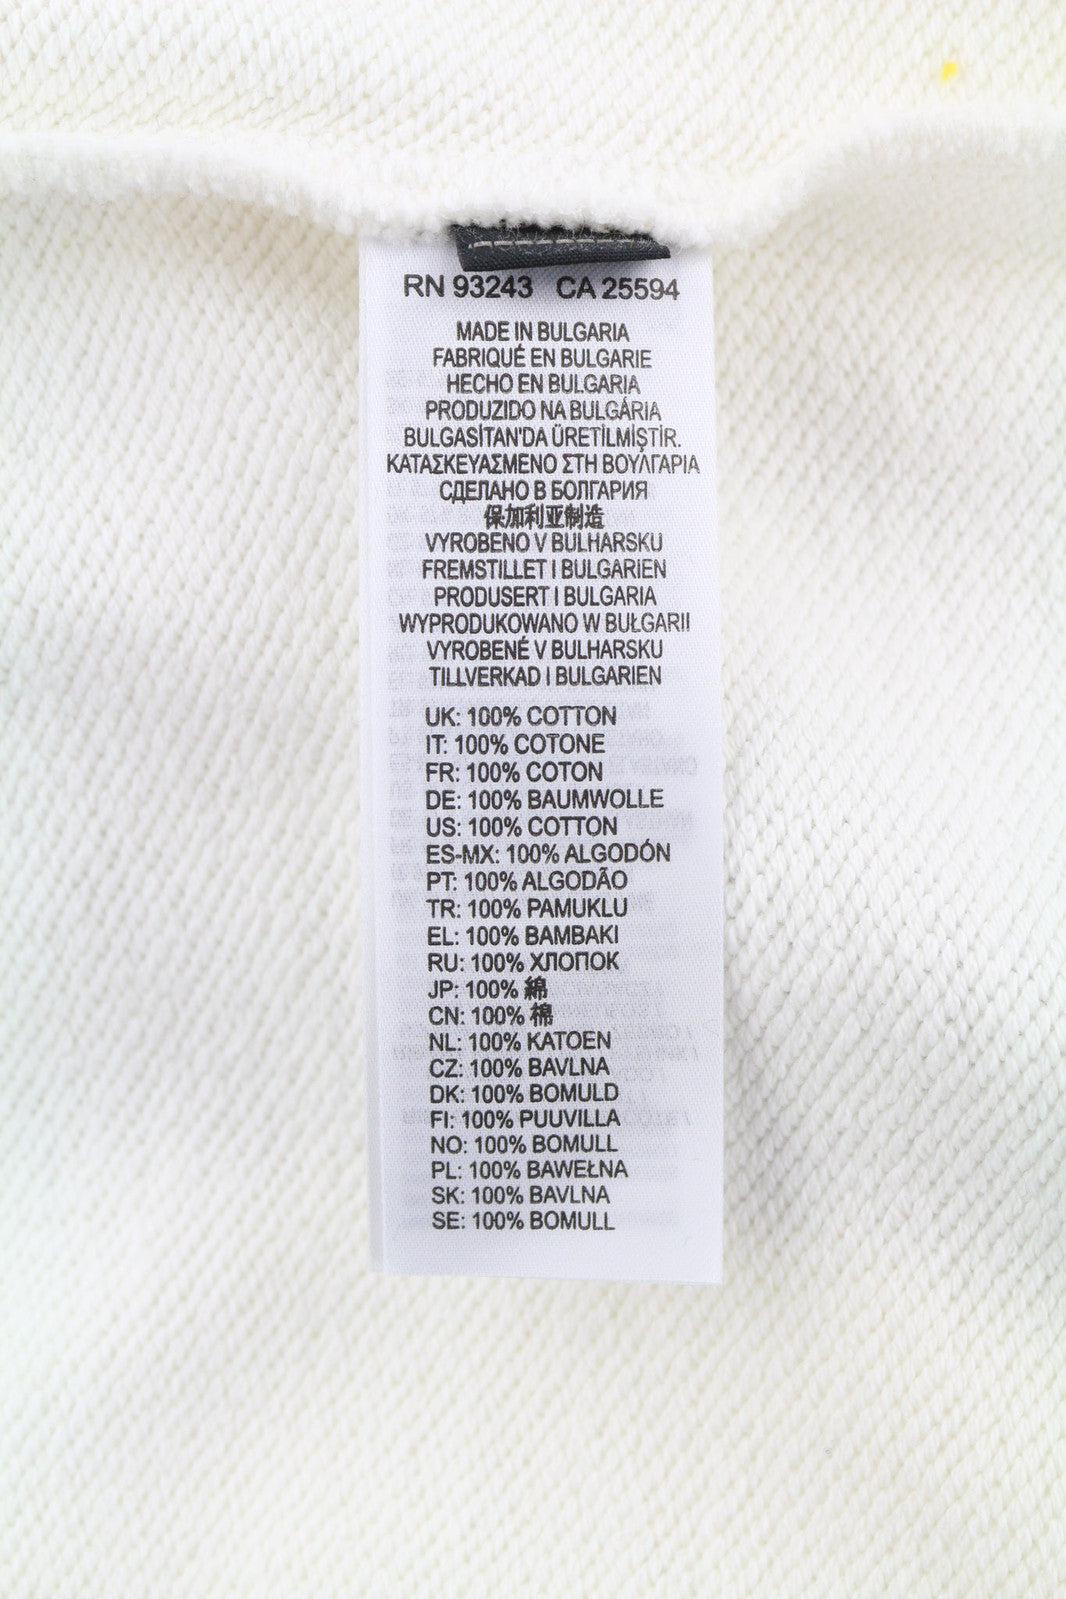 RN 93243 CA 25594
MADE IN BULGARIA
FABRIQUÉ EN BULGARIE
HECHO EN BULGARIA
PRODUZIDO NA BULGÁRIA
BULGASİTAN'DA ÜRETİLMİŞTİR.
ΚΑΤΑΣΚΕΥΑΣΜΕΝΟ ΣΤΗ ΒΟΥΛΓΑΡΙΑ
СДЕЛАНО В БОЛГАРИЯ
保加利亚制造
VYROBENO V BULHARSKU
FREMSTILLET I BULGARIEN
PRODUSERT I BULGARIA
WYPRODUKOWANO W BUŁGARII
VYROBENÉ V BULHARSKU
TILLVERKAD I BULGARIEN
UK: 100% COTTON
IT: 100% COTONE
FR: 100% COTON
DE: 100% BAUMWOLLE
US: 100% COTTON
ES-MX: 100% ALGODÓN
PT: 100% ALGODÃO
TR: 100% PAMUKLU
EL: 100% ΒΑΜΒΑΚΙ
RU: 100% ХЛОПОК
JP: 100% 綿
CN: 100% 棉
NL: 100% KATOEN
CZ: 100% BAVLNA
DK: 100% BOMULD
FI: 100% PUUVILLA
NO: 100% BOMULL
PL: 100% BAWEŁNA
SK: 100% BAVLNA
SE: 100% BOMULL